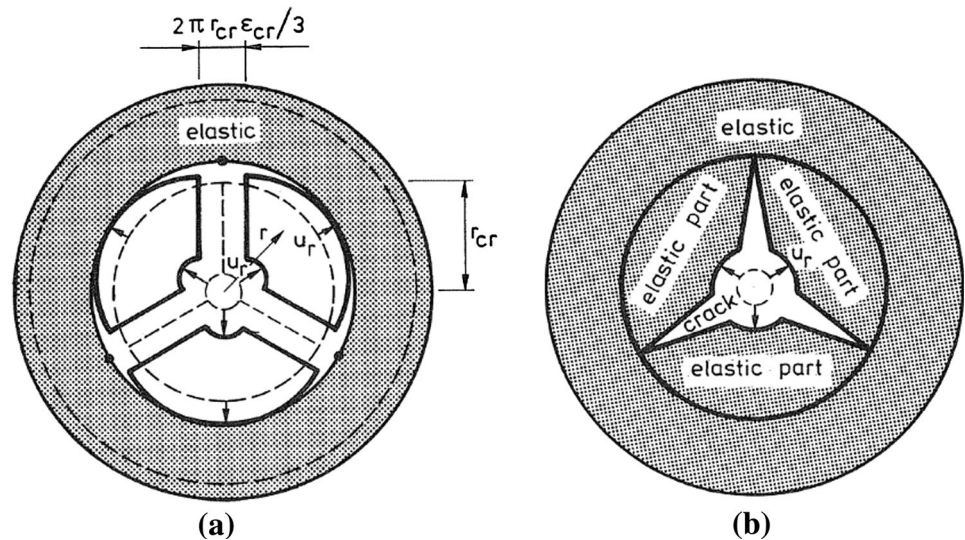 2πr_cr ε_cr/3
elastic
r_cr
r
u_r
u_r
(a)
elastic
elastic part
elastic part
u_r
crack
elastic part
(b)